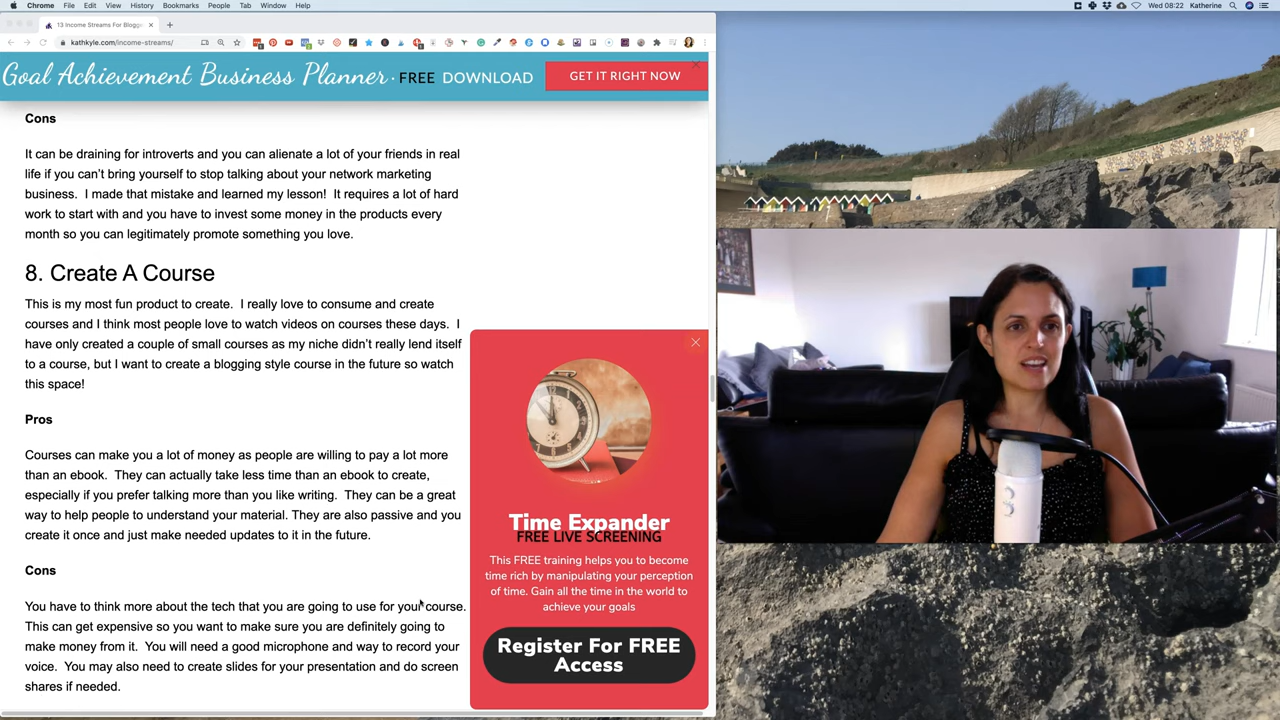 Chrome File Edit View History Bookmarks People Tab Window Help
Wed 08:22 Katherine
13 Income Streams For Blogge
kathkyle.com/income-streams/
Goal Achievement Business Planner · FREE DOWNLOAD
GET IT RIGHT NOW
Cons
It can be draining for introverts and you can alienate a lot of your friends in real
life if you can't bring yourself to stop talking about your network marketing
business. I made that mistake and learned my lesson! It requires a lot of hard
work to start with and you have to invest some money in the products every
month so you can legitimately promote something you love.
8. Create A Course
This is my most fun product to create. I really love to consume and create
courses and I think most people love to watch videos on courses these days. I
have only created a couple of small courses as my niche didn't really lend itself
to a course, but I want to create a blogging style course in the future so watch
this space!
Pros
Courses can make you a lot of money as people are willing to pay a lot more
than an ebook. They can actually take less time than an ebook to create,
especially if you prefer talking more than you like writing. They can be a great
way to help people to understand your material. They are also passive and you
create it once and just make needed updates to it in the future.
Cons
You have to think more about the tech that you are going to use for your course.
This can get expensive so you want to make sure you are definitely going to
make money from it. You will need a good microphone and way to record your
voice. You may also need to create slides for your presentation and do screen
shares if needed.
Time Expander
FREE LIVE SCREENING
This FREE training helps you to become
time rich by manipulating your perception
of time. Gain all the time in the world to
achieve your goals
Register For FREE
Access